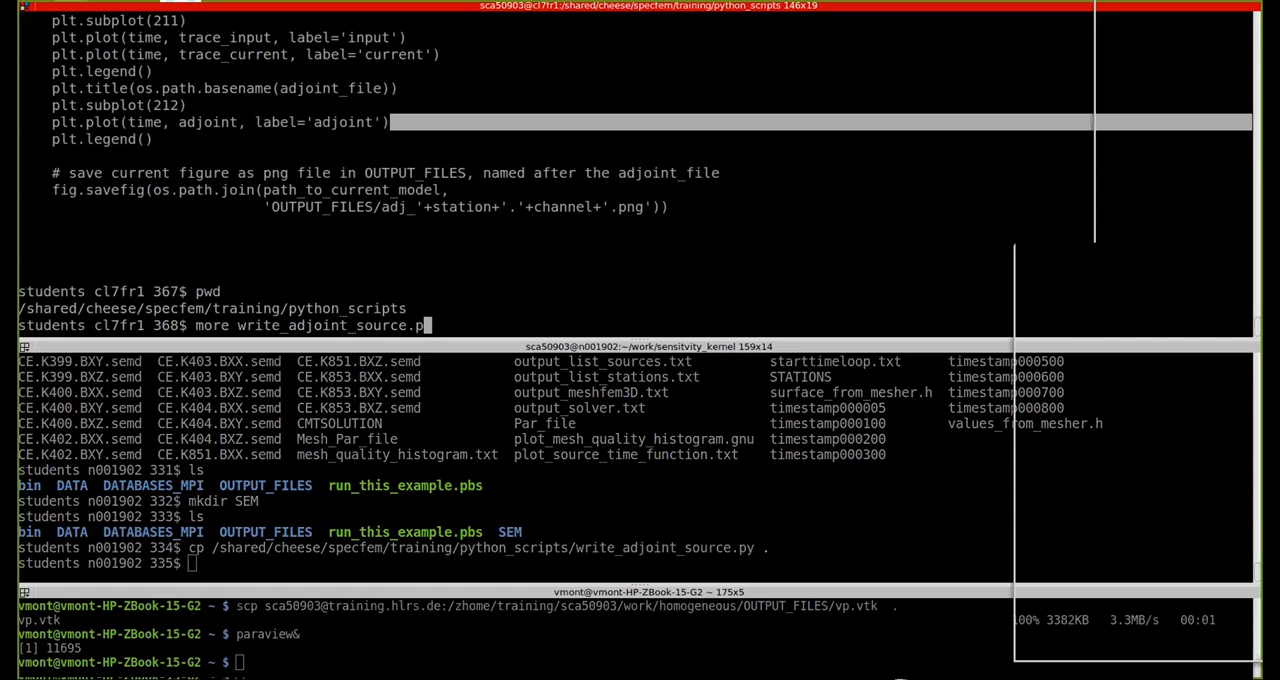 sca50903@cl7fr1:/shared/cheese/specfem/training/python_scripts 146x19
plt.subplot(211)
plt.plot(time, trace_input, label='input')
plt.plot(time, trace_current, label='current')
plt.legend()
plt.title(os.path.basename(adjoint_file))
plt.subplot(212)
plt.plot(time, adjoint, label='adjoint')
plt.legend()
# save current figure as png file in OUTPUT_FILES, named after the adjoint_file
fig.savefig(os.path.join(path_to_current_model,
'OUTPUT_FILES/adj_'+station+'.'+channel+'.png'))
students cl7fr1 367$ pwd
/shared/cheese/specfem/training/python_scripts
students cl7fr1 368$ more write_adjoint_source.p
sca50903@n001902:~/work/sensitvity_kernel 159x14
CE.K399.BXY.semd CE.K403.BXX.semd CE.K851.BXZ.semd output_list_sources.txt starttimeloop.txt timestamp000500
CE.K399.BXZ.semd CE.K403.BXY.semd CE.K853.BXX.semd output_list_stations.txt STATIONS timestamp000600
CE.K400.BXX.semd CE.K403.BXZ.semd CE.K853.BXY.semd output_meshfem3D.txt surface_from_mesher.h timestamp000700
CE.K400.BXY.semd CE.K404.BXX.semd CE.K853.BXZ.semd output_solver.txt timestamp000005 timestamp000800
CE.K400.BXZ.semd CE.K404.BXY.semd CMTSOLUTION Par_file timestamp000100 values_from_mesher.h
CE.K402.BXX.semd CE.K404.BXZ.semd Mesh_Par_file plot_mesh_quality_histogram.gnu timestamp000200
CE.K402.BXY.semd CE.K851.BXX.semd mesh_quality_histogram.txt plot_source_time_function.txt timestamp000300
students n001902 331$ ls
bin DATA DATABASES_MPI OUTPUT_FILES run_this_example.pbs
students n001902 332$ mkdir SEM
students n001902 333$ ls
bin DATA DATABASES_MPI OUTPUT_FILES run_this_example.pbs SEM
students n001902 334$ cp /shared/cheese/specfem/training/python_scripts/write_adjoint_source.py .
students n001902 335$
vmont@vmont-HP-ZBook-15-G2 ~ 175x5
vmont@vmont-HP-ZBook-15-G2 ~ $ scp sca50903@training.hlrs.de:/zhome/training/sca50903/work/homogeneous/OUTPUT_FILES/vp.vtk .
vp.vtk 100% 3382KB 3.3MB/s 00:01
vmont@vmont-HP-ZBook-15-G2 ~ $ paraview&
[1] 11695
vmont@vmont-HP-ZBook-15-G2 ~ $